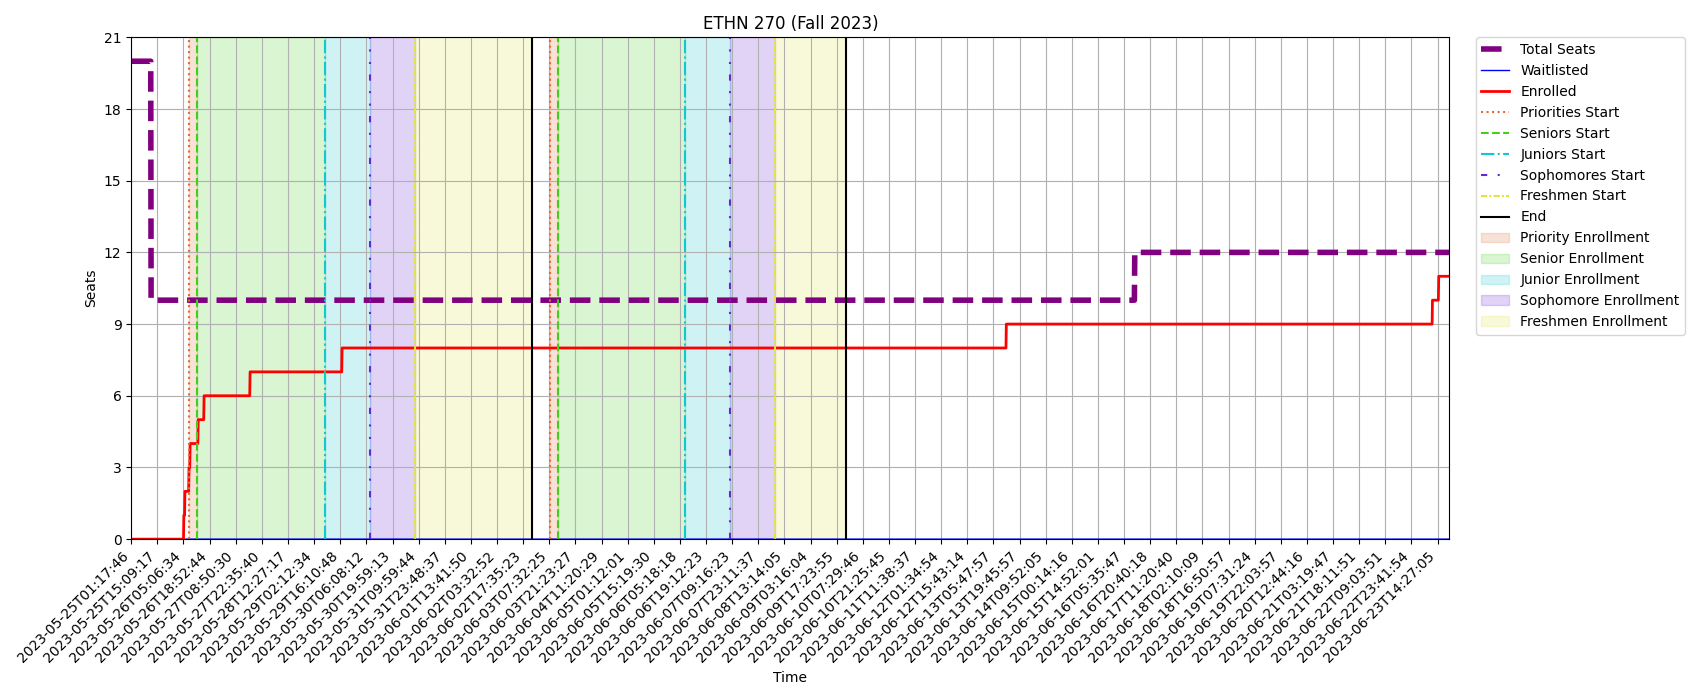 ETHN 270 (Fall 2023)
21
18
15
12
9
6
3
0
Seats
2023-05-25T01:17:46
2023-05-25T15:09:17
2023-05-26T05:06:34
2023-05-26T18:52:44
2023-05-27T08:50:30
2023-05-27T22:35:40
2023-05-28T12:27:17
2023-05-29T02:12:34
2023-05-29T16:10:48
2023-05-30T06:08:12
2023-05-30T19:59:13
2023-05-31T09:59:44
2023-05-31T23:48:37
2023-06-01T13:41:50
2023-06-02T03:32:52
2023-06-02T17:35:23
2023-06-03T07:32:25
2023-06-03T21:23:27
2023-06-04T11:20:29
2023-06-05T01:12:01
2023-06-05T15:19:30
2023-06-06T05:18:18
2023-06-06T19:12:23
2023-06-07T09:16:23
2023-06-07T23:11:37
2023-06-08T13:14:05
2023-06-09T03:16:04
2023-06-09T17:23:55
2023-06-10T07:29:46
2023-06-10T21:25:45
2023-06-11T11:38:37
2023-06-12T01:34:54
2023-06-12T15:43:14
2023-06-13T05:47:57
2023-06-13T19:45:57
2023-06-14T09:52:05
2023-06-15T00:14:16
2023-06-15T14:52:01
2023-06-16T05:35:47
2023-06-16T20:40:18
2023-06-17T11:20:40
2023-06-18T02:10:09
2023-06-18T16:50:57
2023-06-19T07:31:24
2023-06-19T22:03:57
2023-06-20T12:44:16
2023-06-21T03:19:47
2023-06-21T18:11:51
2023-06-22T09:03:51
2023-06-22T23:41:54
2023-06-23T14:27:05
Time
Total Seats
Waitlisted
Enrolled
Priorities Start
Seniors Start
Juniors Start
Sophomores Start
Freshmen Start
End
Priority Enrollment
Senior Enrollment
Junior Enrollment
Sophomore Enrollment
Freshmen Enrollment